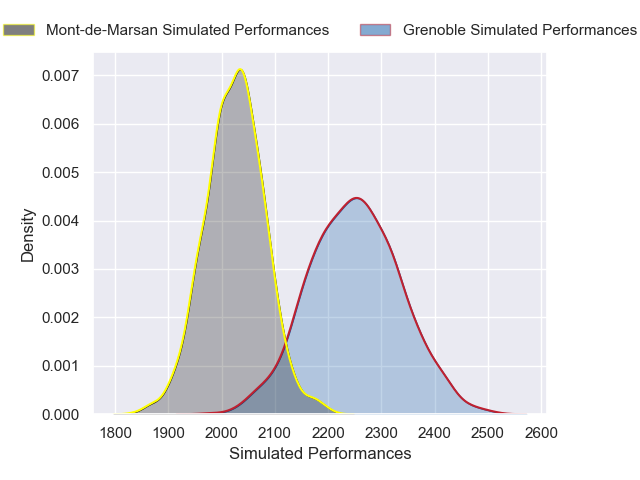 Mont-de-Marsan Simulated Performances Grenoble Simulated Performances
0.007
0.006
0.005
0.004
0.003
0.002
0.001
0.000
Density
1800 1900 2000 2100 2200 2300 2400 2500 2600
Simulated Performances